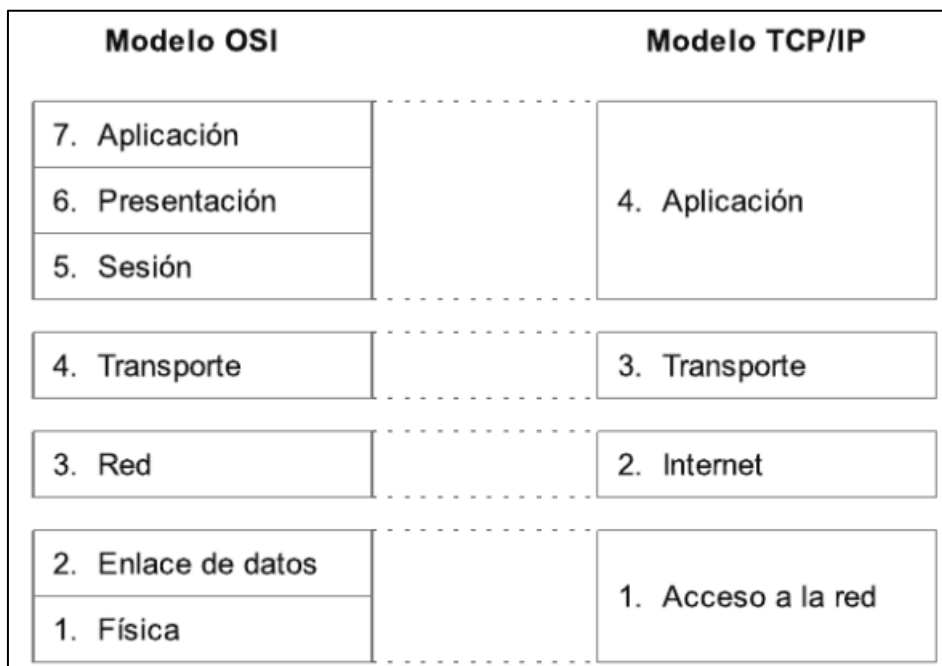 Modelo OSI
Modelo TCP/IP
7. Aplicación
6. Presentación
5. Sesión
4. Aplicación
4. Transporte
3. Transporte
3. Red
2. Internet
2. Enlace de datos
1. Física
1. Acceso a la red